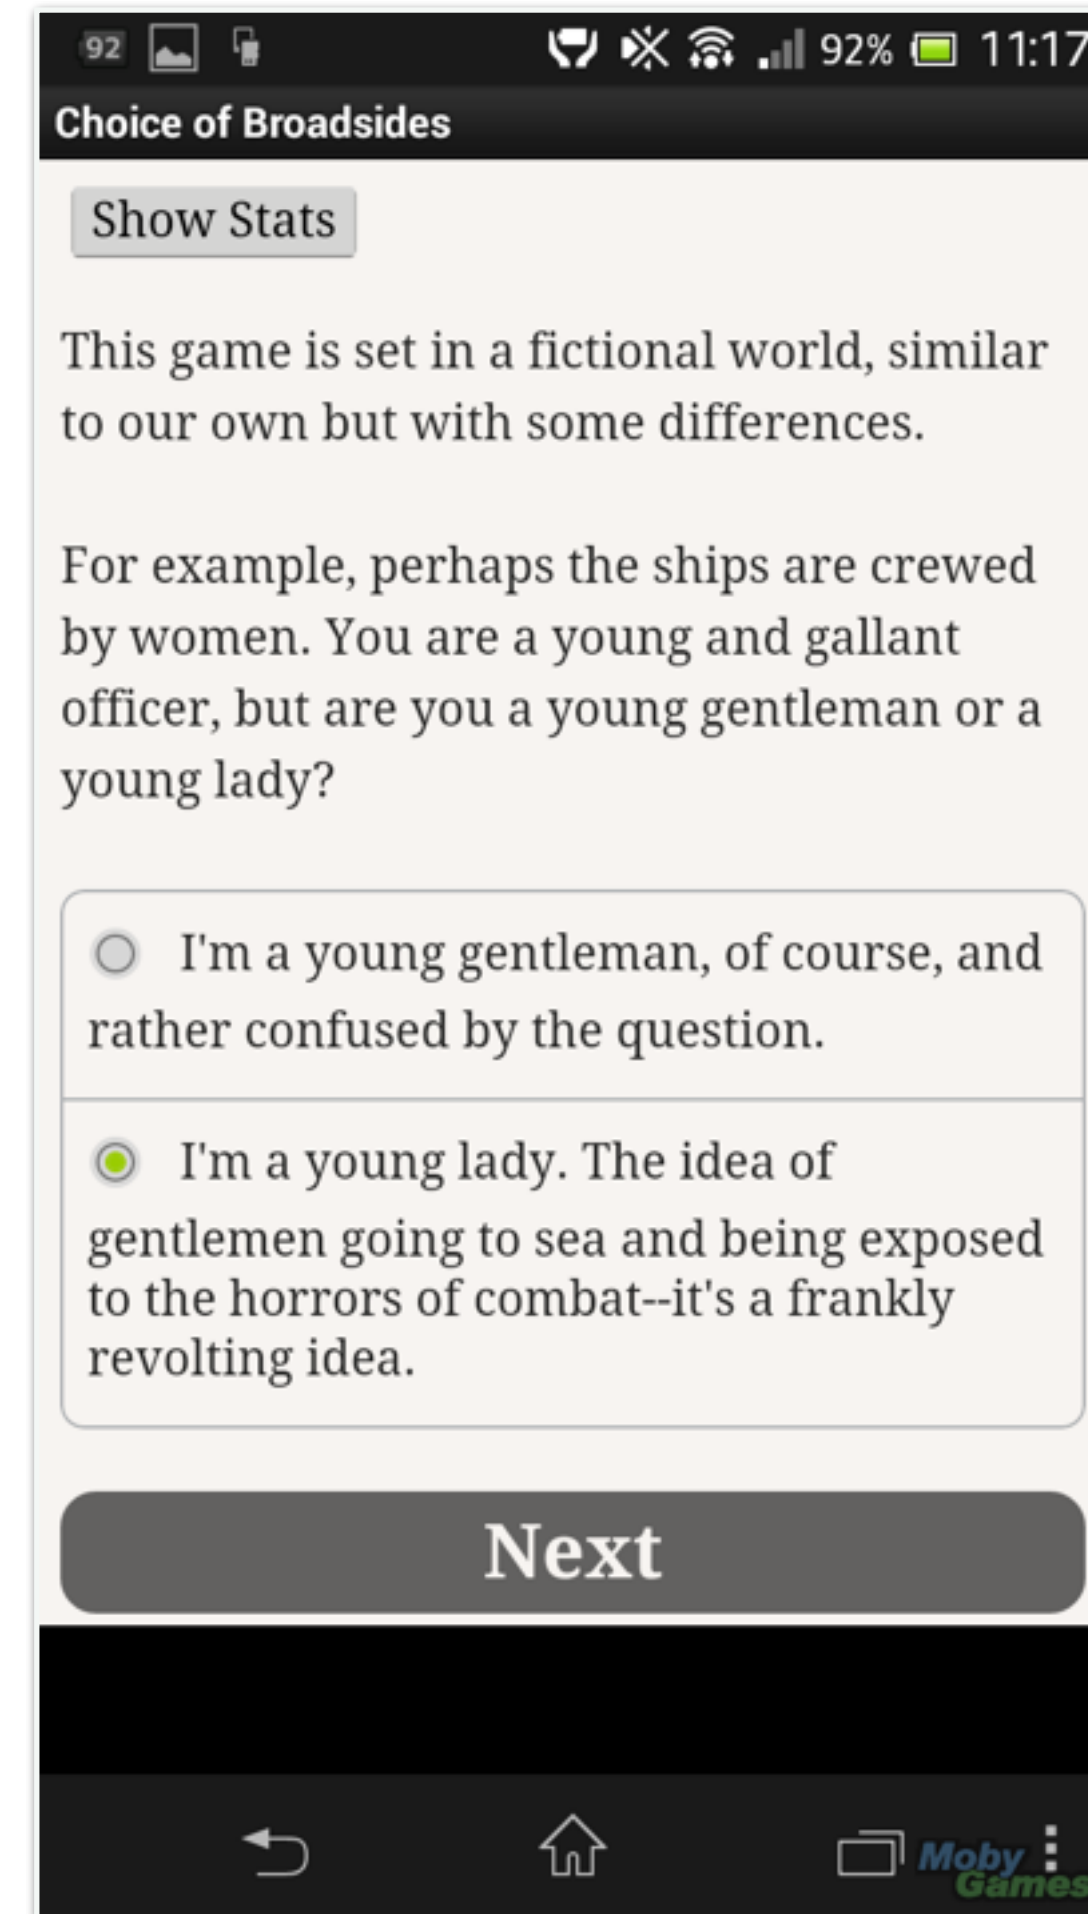 92
92%
11:17
Choice of Broadsides
Show Stats
This game is set in a fictional world, similar
to our own but with some differences.
For example, perhaps the ships are crewed
by women. You are a young and gallant
officer, but are you a young gentleman or a
young lady?
I'm a young gentleman, of course, and
rather confused by the question.
I'm a young lady. The idea of
gentlemen going to sea and being exposed
to the horrors of combat--it's a frankly
revolting idea.
Next
Moby
Games